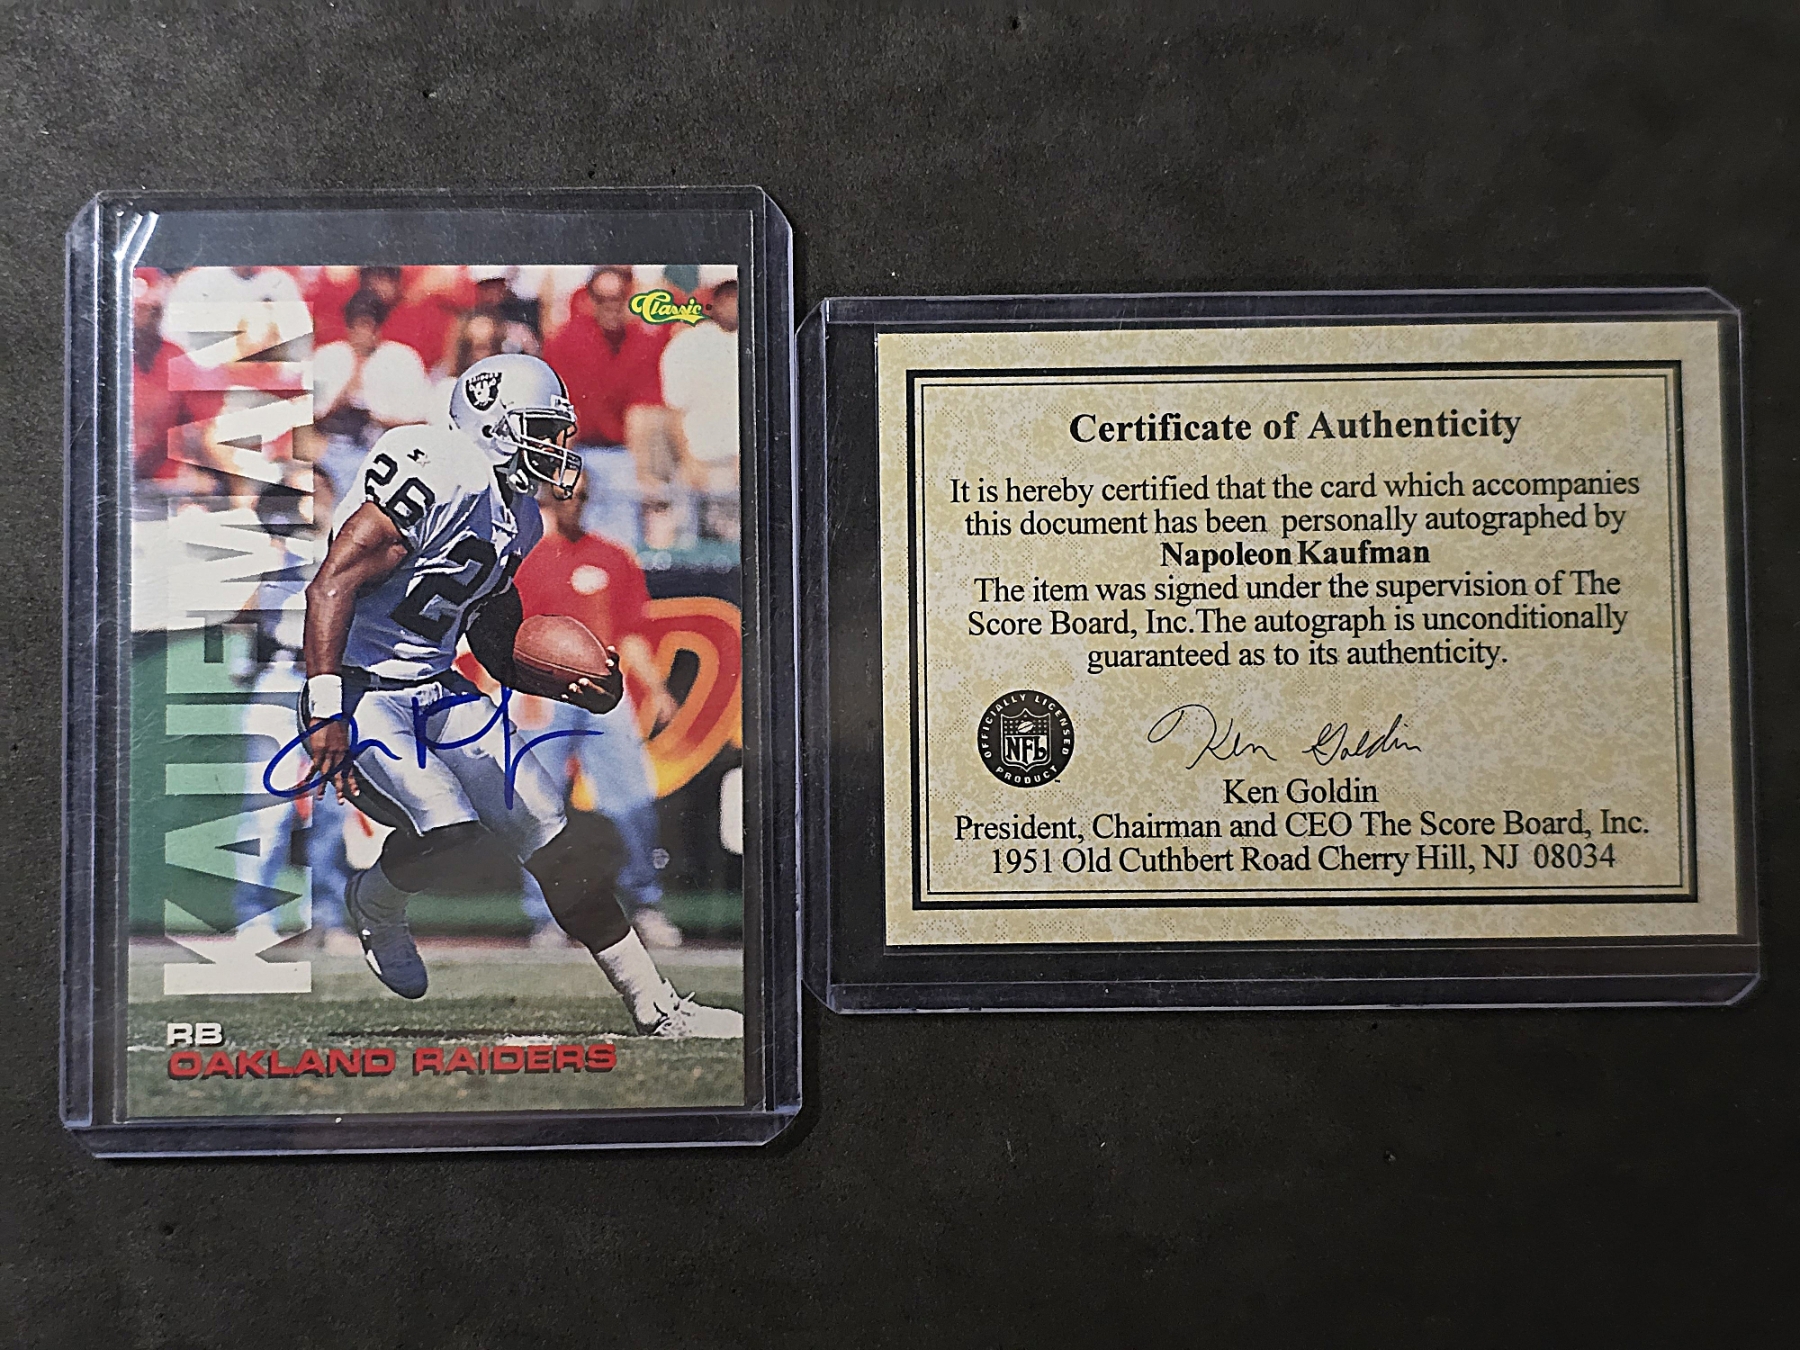 Classic
KAUFMAN
RAIDERS
26
26
RB
OAKLAND RAIDERS
Certificate of Authenticity
It is hereby certified that the card which accompanies
this document has been personally autographed by
Napoleon Kaufman
The item was signed under the supervision of The
Score Board, Inc.The autograph is unconditionally
guaranteed as to its authenticity.
OFFICIALLY LICENSED
NFL
PRODUCT
Ken Goldin
Ken Goldin
President, Chairman and CEO The Score Board, Inc.
1951 Old Cuthbert Road Cherry Hill, NJ 08034